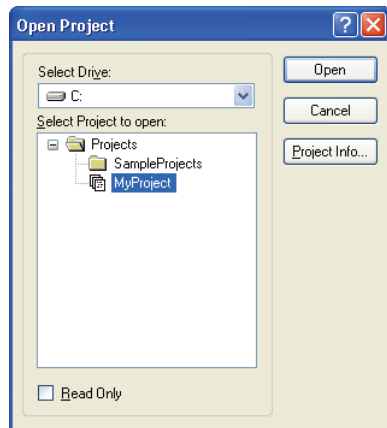 Open Project
Select Drive:
C:
Open
Cancel
Project Info...
Select Project to open:
Projects
SampleProjects
MyProject
Read Only